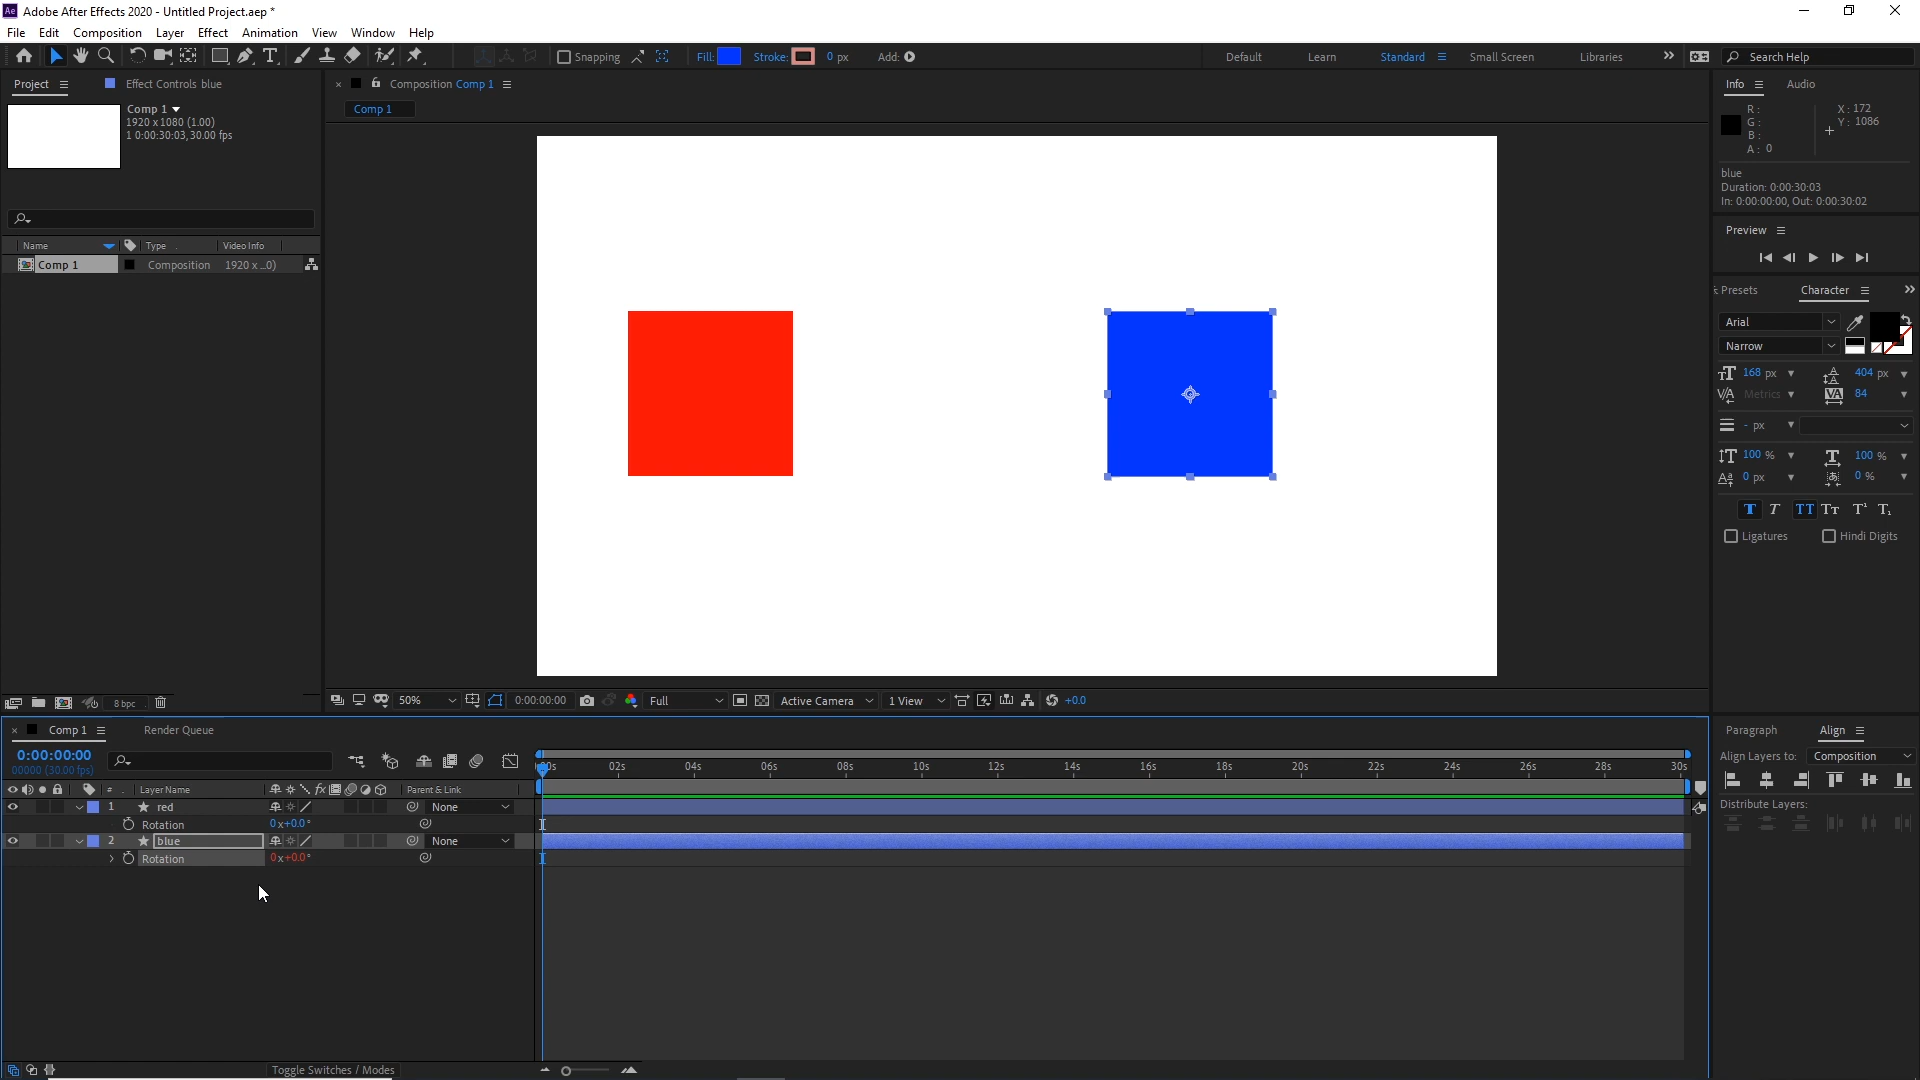 Adobe After Effects 2020 - Untitled Project.aep *
File Edit Composition Layer Effect Animation View Window Help
Snapping Fill: Stroke: 0 px Add: Default Learn Standard Small Screen Libraries Search Help
Project Effect Controls blue
Composition Comp 1
Info Audio
Comp 1
1920 x 1080 (1.00)
1 0:00:30:03, 30.00 fps
Comp 1
R: X: 172
G: Y: 1086
B:
A: 0
blue
Duration: 0:00:30:03
In: 0:00:00:00, Out: 0:00:30:02
Preview
Name Type Video Info
Comp 1 Composition 1920 x ...0)
Presets Character
Arial
Narrow
168 px 404 px
Metrics 84
- px
100 % 100 %
0 px 0 %
Ligatures Hindi Digits
8 bpc
50% 0:00:00:00 Full Active Camera 1 View +0.0
Comp 1 Render Queue
Paragraph Align
0:00:00:00
00000 (30.00 fps)
Align Layers to: Composition
:00s 02s 04s 06s 08s 10s 12s 14s 16s 18s 20s 22s 24s 26s 28s 30s
# Layer Name Parent & Link
Distribute Layers:
1 red None
Rotation 0x+0.0°
2 blue None
Rotation 0x+0.0°
Toggle Switches / Modes